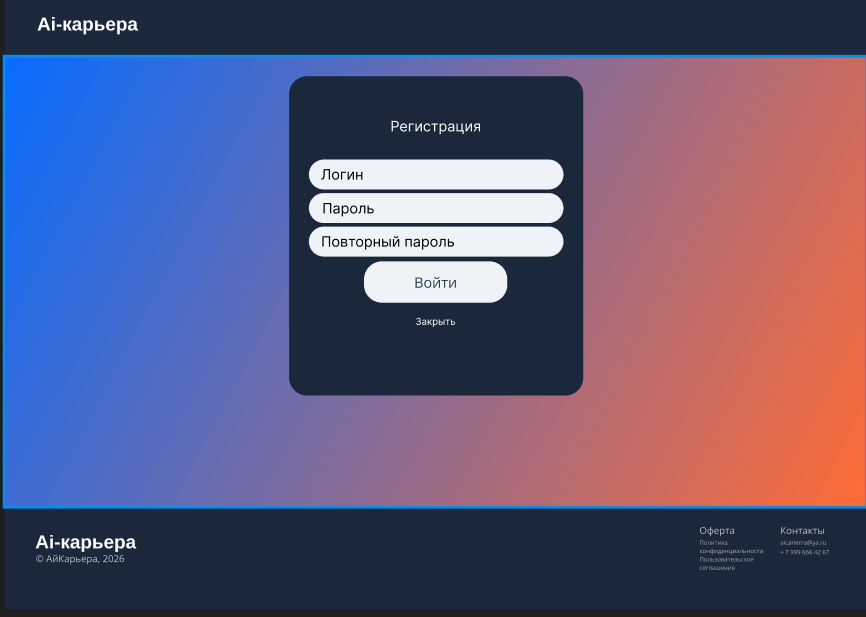 Ai-карьера
Регистрация
Логин
Пароль
Повторный пароль
Войти
Закрыть
Ai-карьера
© АйКарьера, 2026
Оферта
Политика
конфиденциальности
Пользовательское
соглашение
Контакты
aicarierra@ya.ru
+ 7 999 666 42 67